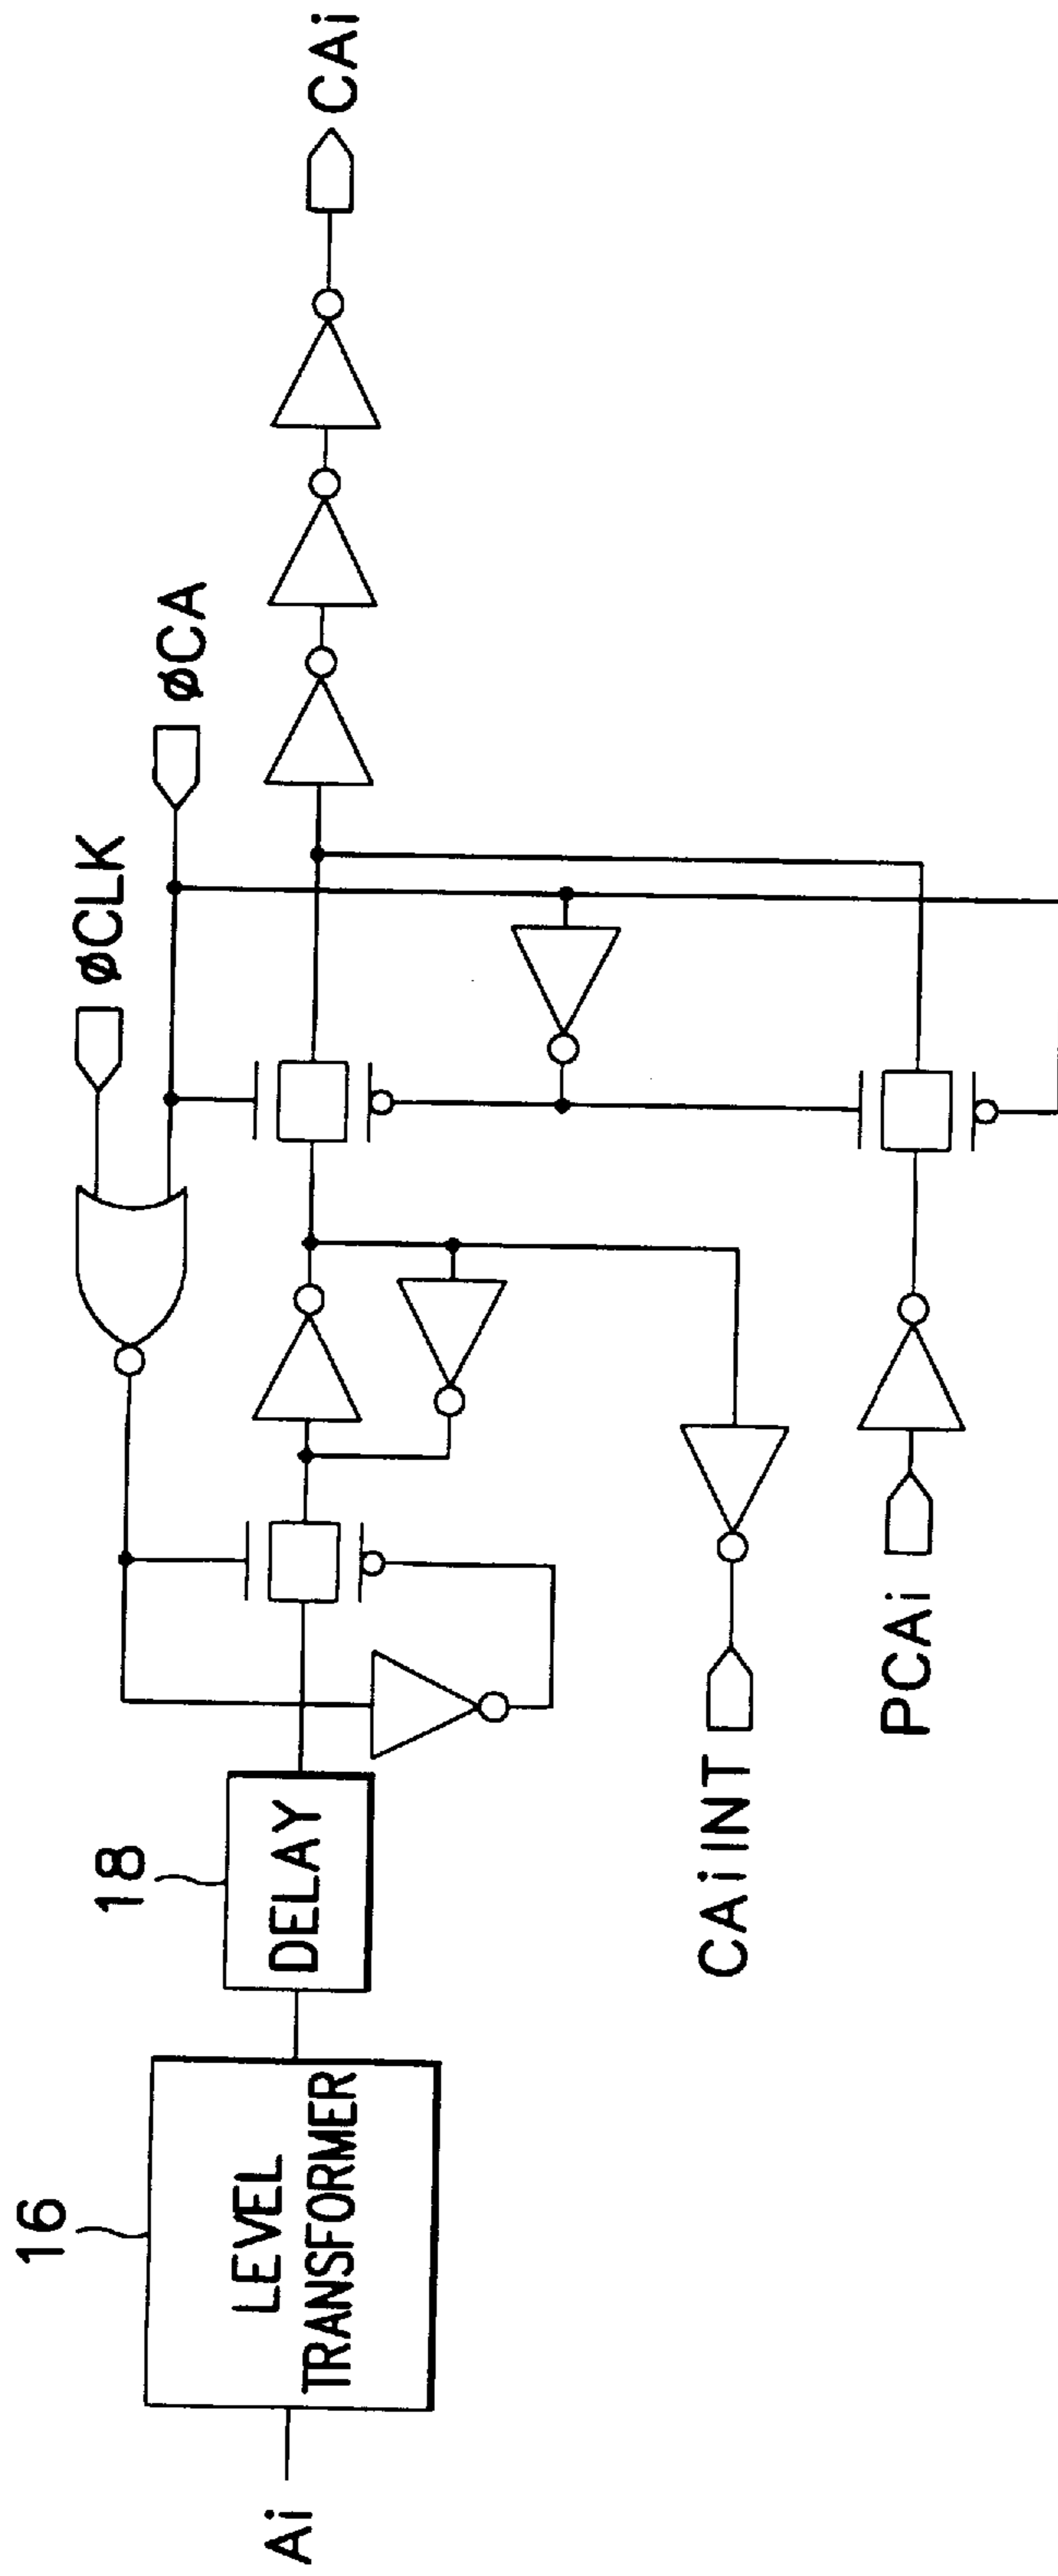 16
18
øCLK
øCA
Ai
LEVEL
TRANSFORMER
DELAY
CAi
CAiINT
PCAi